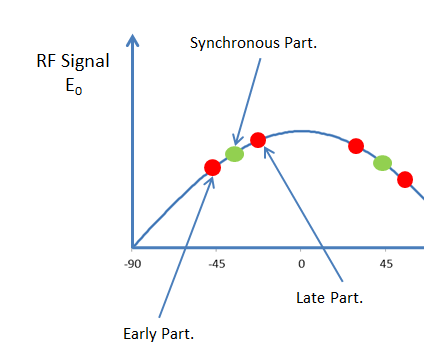 Synchronous Part.
RF Signal
E₀
-90
-45
0
45
Late Part.
Early Part.